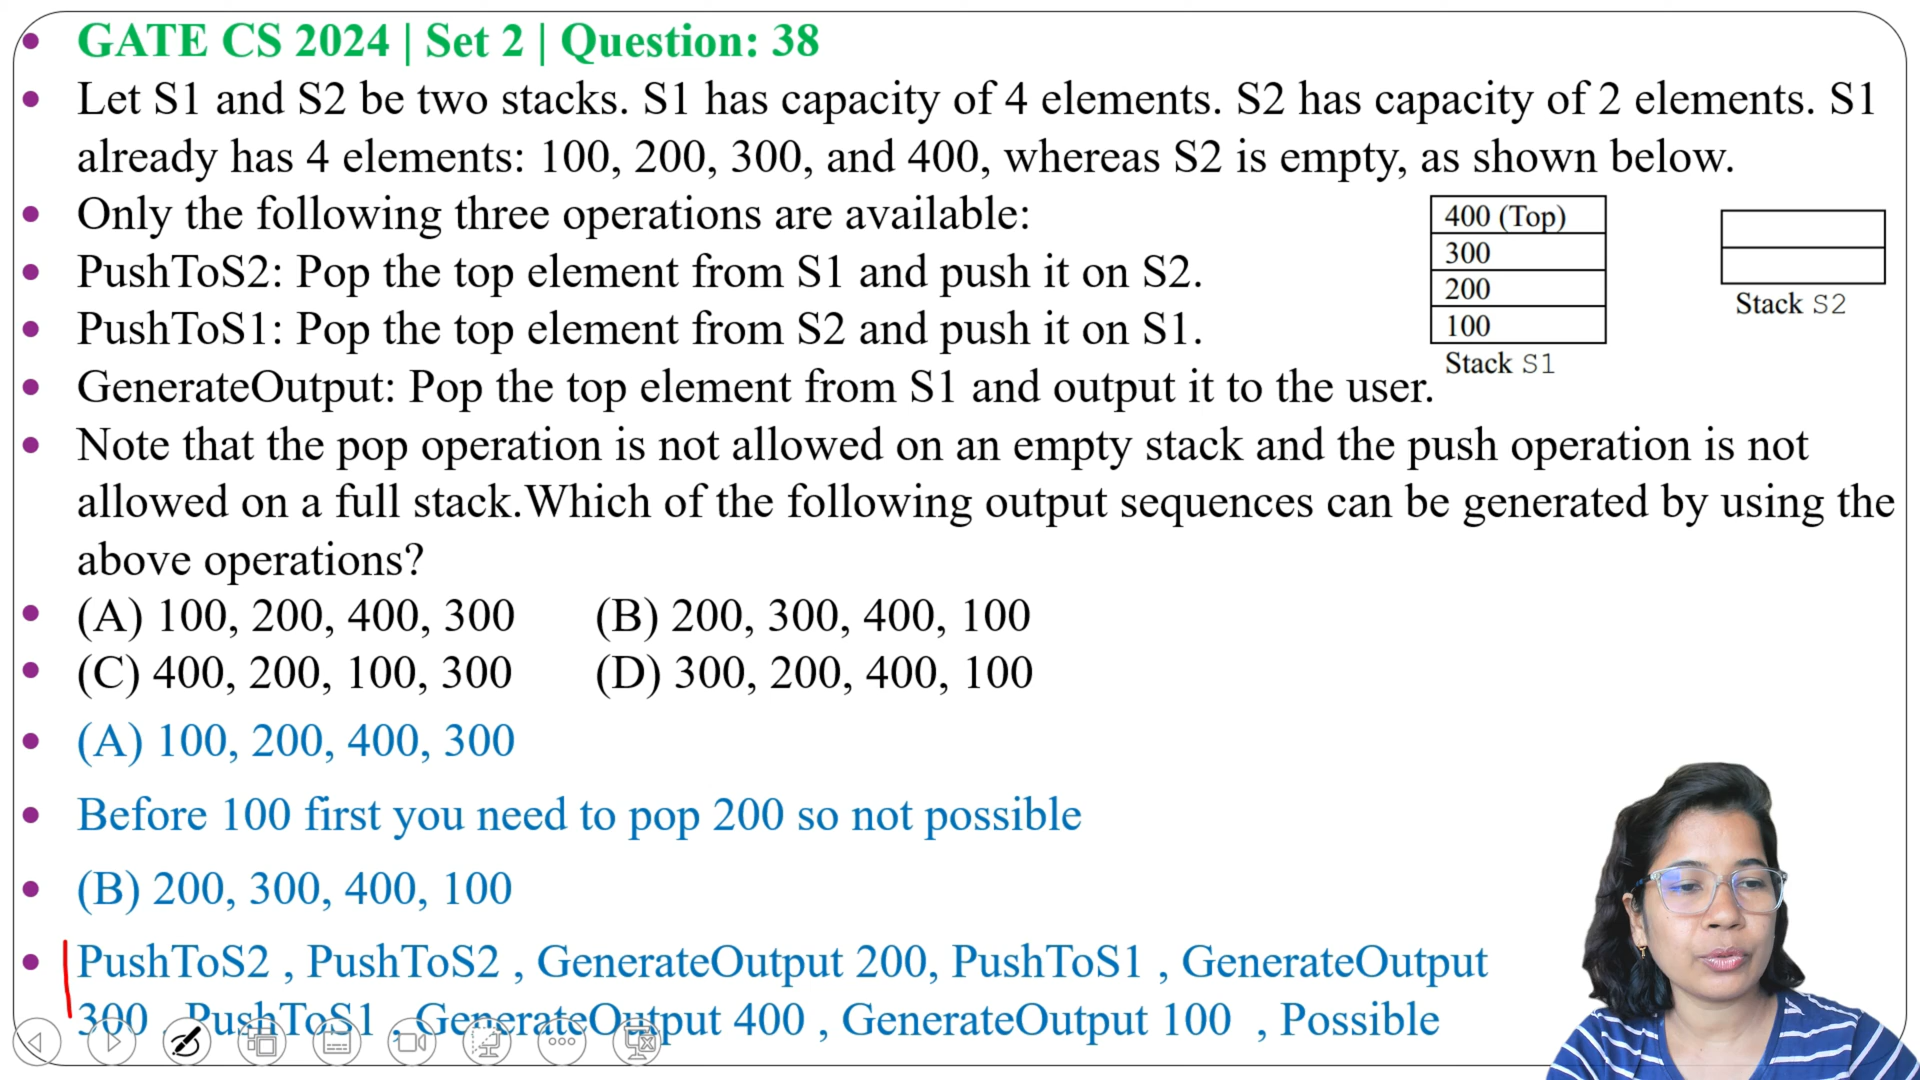 GATE CS 2024 | Set 2 | Question: 38
Let S1 and S2 be two stacks. S1 has capacity of 4 elements. S2 has capacity of 2 elements. S1
already has 4 elements: 100, 200, 300, and 400, whereas S2 is empty, as shown below.
Only the following three operations are available:
PushToS2: Pop the top element from S1 and push it on S2.
PushToS1: Pop the top element from S2 and push it on S1.
GenerateOutput: Pop the top element from S1 and output it to the user.
400 (Top)
300
200
100
Stack S1
Stack S2
Note that the pop operation is not allowed on an empty stack and the push operation is not
allowed on a full stack.Which of the following output sequences can be generated by using the
above operations?
(A) 100, 200, 400, 300 (B) 200, 300, 400, 100
(C) 400, 200, 100, 300 (D) 300, 200, 400, 100
(A) 100, 200, 400, 300
Before 100 first you need to pop 200 so not possible
(B) 200, 300, 400, 100
PushToS2 , PushToS2 , GenerateOutput 200, PushToS1 , GenerateOutput
300 , PushToS1 , GenerateOutput 400 , GenerateOutput 100 , Possible